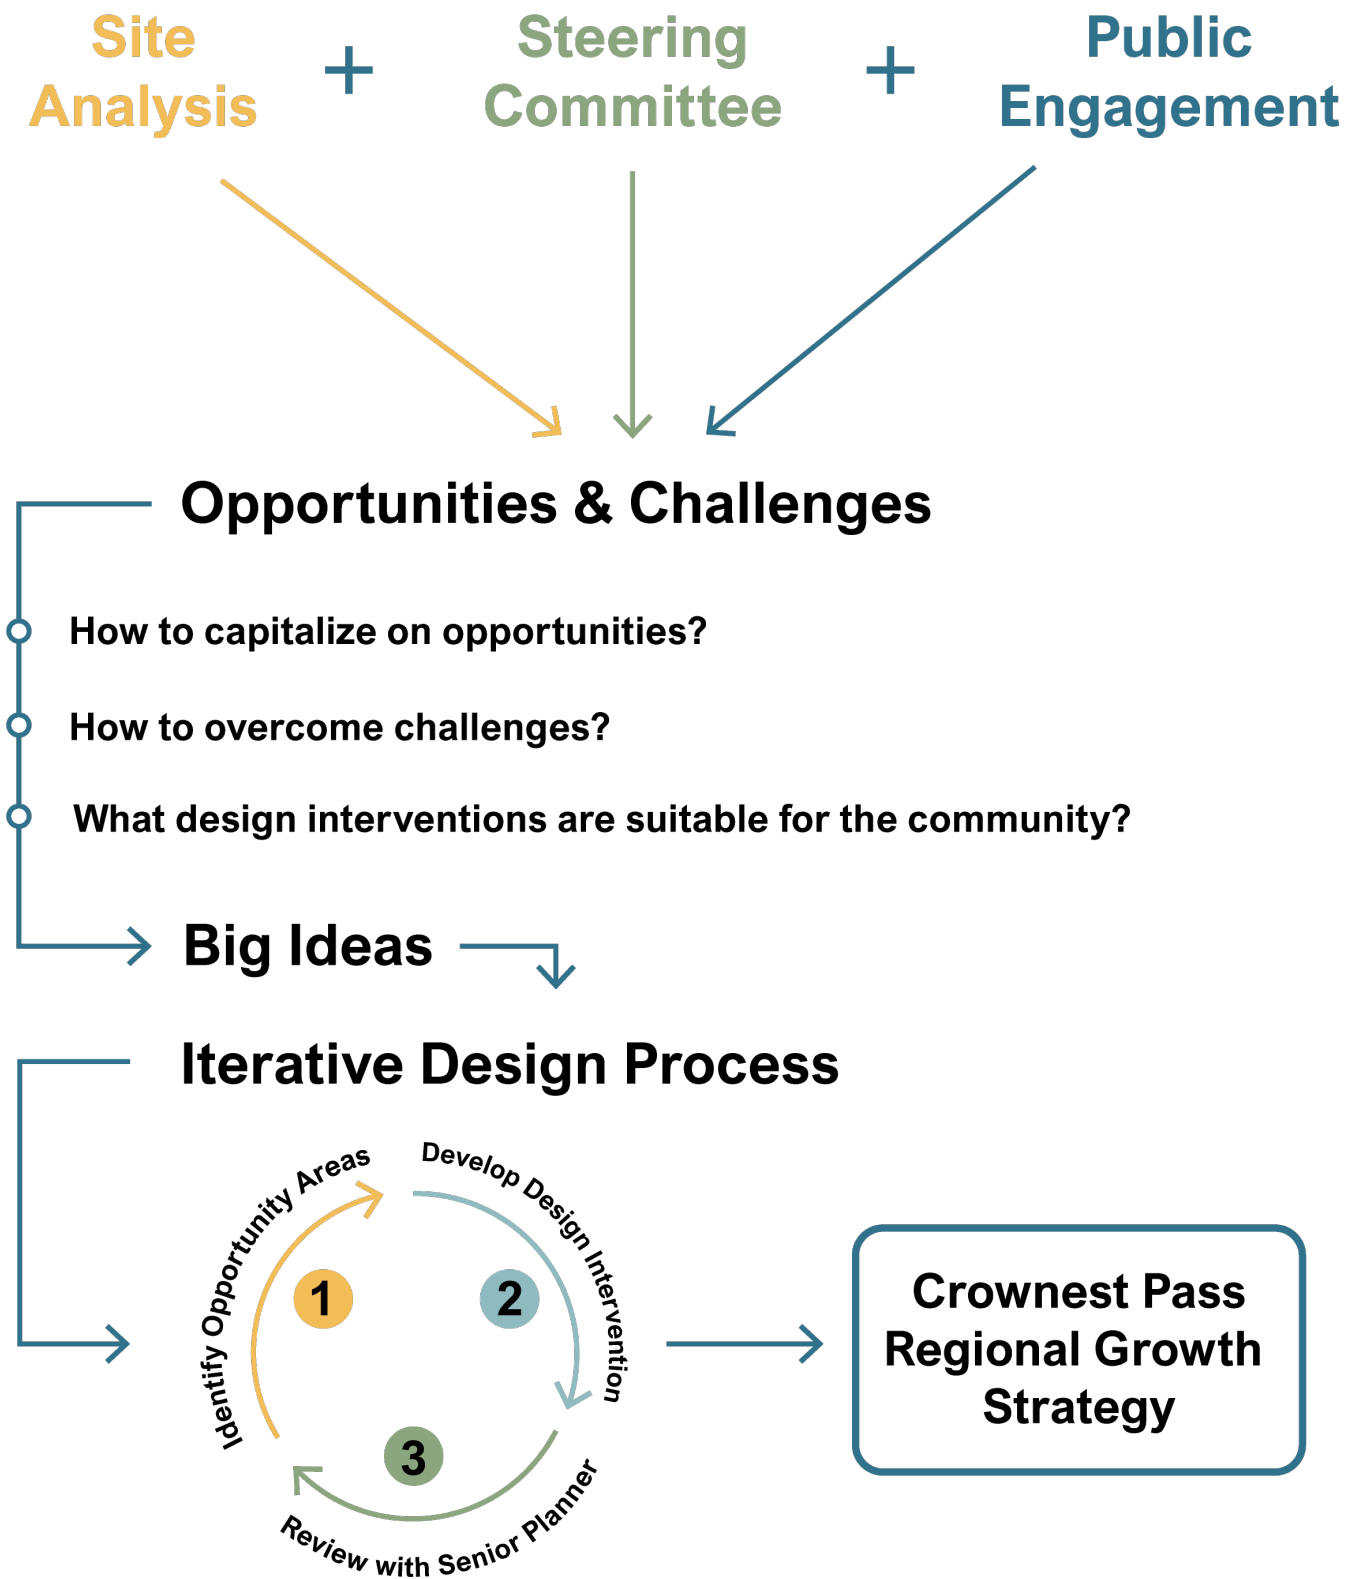 Site
Analysis
+
Steering
Committee
+
Public
Engagement
Opportunities & Challenges
How to capitalize on opportunities?
How to overcome challenges?
What design interventions are suitable for the community?
Big Ideas
Iterative Design Process
Identify Opportunity Areas
1
Develop Design Intervention
2
3
Review with Senior Planner
Crownest Pass
Regional Growth
Strategy